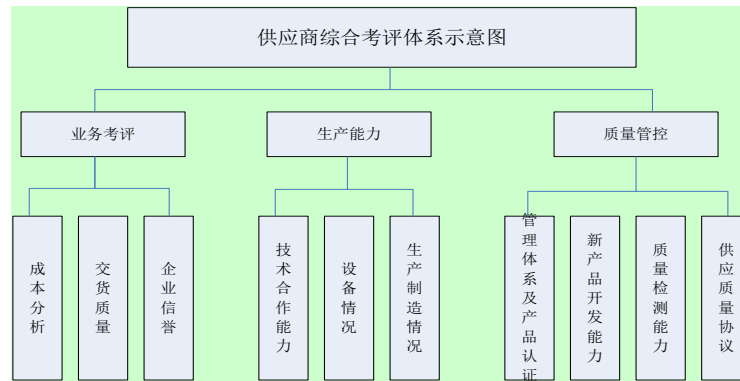 供应商综合考评体系示意图
业务考评
生产能力
质量管控
成本分析
交货质量
企业信誉
技术合作能力
设备情况
生产制造情况
管理体系及产品认证
新产品开发能力
质量检测能力
供应质量协议